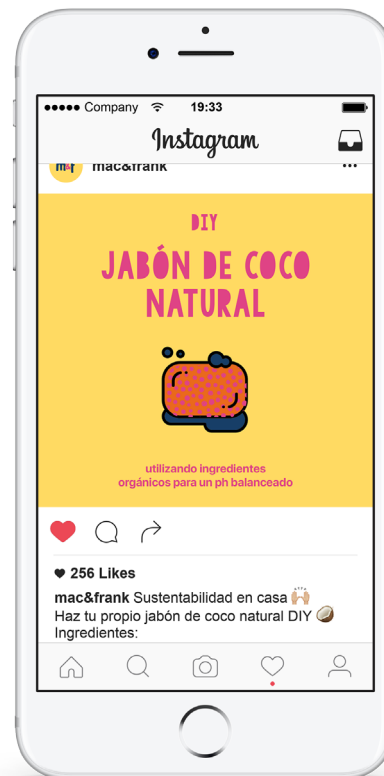 Company 19:33
Instagram
m&f mac&frank
DIY
JABÓN DE COCO
NATURAL
utilizando ingredientes
orgánicos para un ph balanceado
256 Likes
mac&frank Sustentabilidad en casa 🙌🏼
Haz tu propio jabón de coco natural DIY 🥥
Ingredientes: